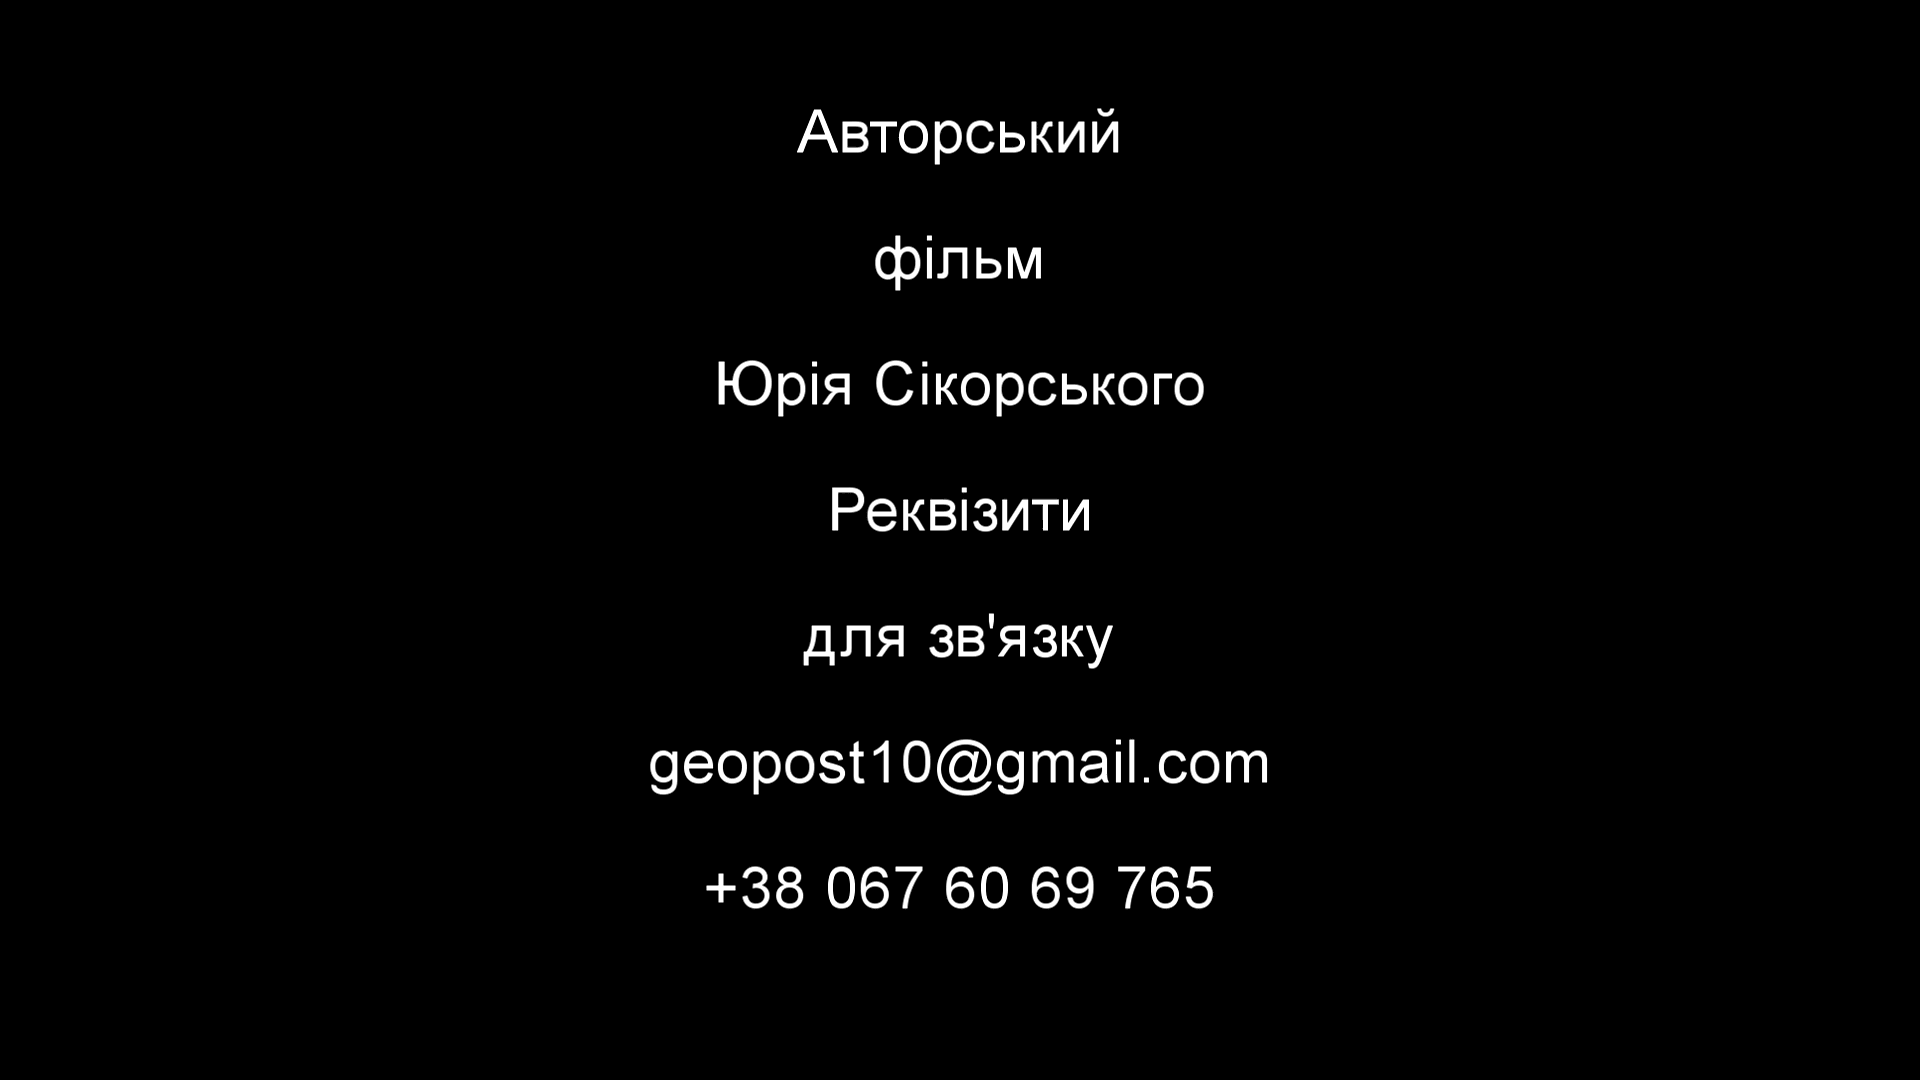 Авторський
фільм
Юрія Сікорського
Реквізити
для зв'язку
geopost10@gmail.com
+38 067 60 69 765